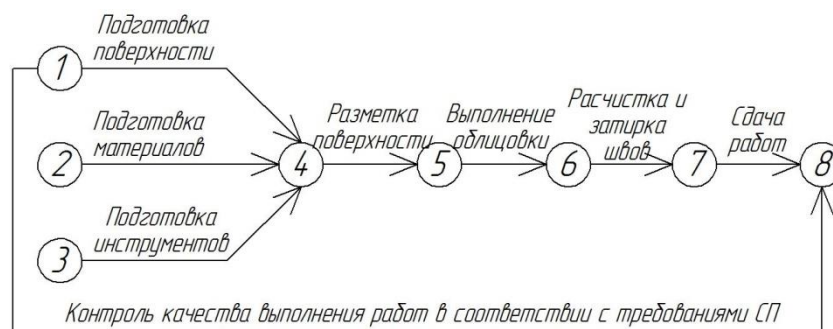 Подготовка
поверхности
1
Подготовка
материалов
2
Подготовка
инструментов
3
4
Разметка
поверхности
5
Выполнение
облицовки
6
Расчистка и
затирка
швов
7
Сдача
работ
8
Контроль качества выполнения работ в соответствии с требованиями СП